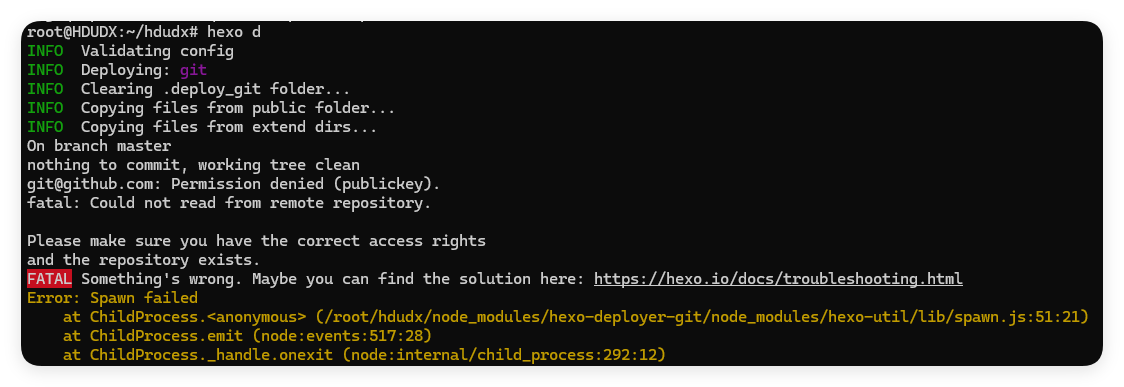 root@HDUDX:~/hdudx# hexo d
INFO  Validating config
INFO  Deploying: git
INFO  Clearing .deploy_git folder...
INFO  Copying files from public folder...
INFO  Copying files from extend dirs...
On branch master
nothing to commit, working tree clean
git@github.com: Permission denied (publickey).
fatal: Could not read from remote repository.

Please make sure you have the correct access rights
and the repository exists.
FATAL Something's wrong. Maybe you can find the solution here: https://hexo.io/docs/troubleshooting.html
Error: Spawn failed
    at ChildProcess.<anonymous> (/root/hdudx/node_modules/hexo-deployer-git/node_modules/hexo-util/lib/spawn.js:51:21)
    at ChildProcess.emit (node:events:517:28)
    at ChildProcess._handle.onexit (node:internal/child_process:292:12)